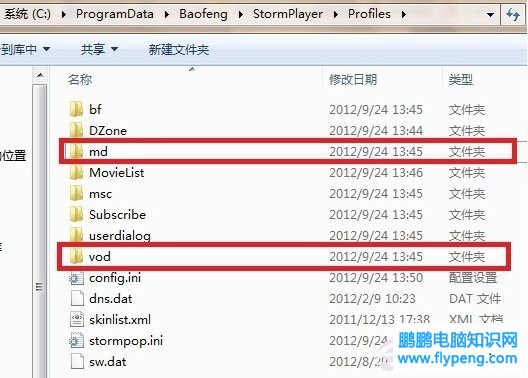 系统 (C:) ▸ ProgramData ▸ Baofeng ▸ StormPlayer ▸ Profiles ▸
到库中 共享 新建文件夹
名称 修改日期 类型
bf 2012/9/24 13:45 文件夹
DZone 2012/9/24 13:44 文件夹
md 2012/9/24 13:45 文件夹
的位置
MovieList 2012/9/24 13:46 文件夹
msc 2012/9/24 13:45 文件夹
Subscribe 2012/9/24 13:45 文件夹
userdialog 2012/9/24 13:45 文件夹
vod 2012/9/24 13:45 文件夹
config.ini 2012/9/24 13:50 配置设置
dns.dat 2012/2/9 10:23 DAT 文件
skinlist.xml 2011/12/13 17:38 XML 文档
stormpop.ini 2012/9/24
sw.dat 2012/8/2
鹏鹏电脑知识网
www.flypeng.com